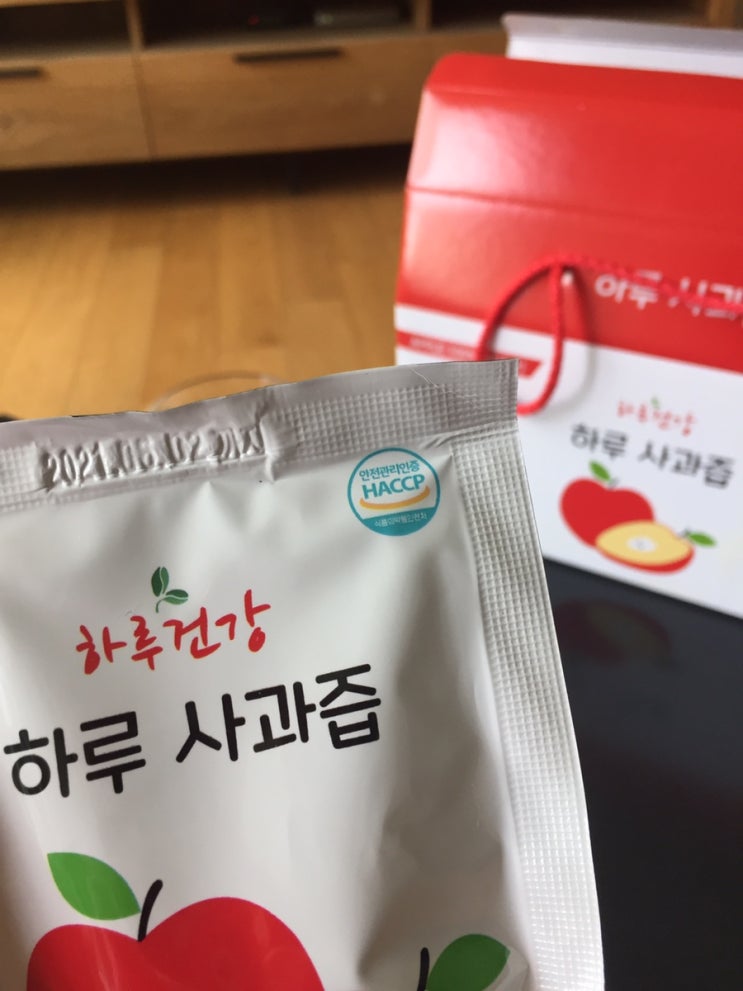 2021.06.02 까지
안전관리인증
HACCP
식품의약품안전처
하루건강
하루 사과즙
하루 사과
하루건강
하루 사과즙